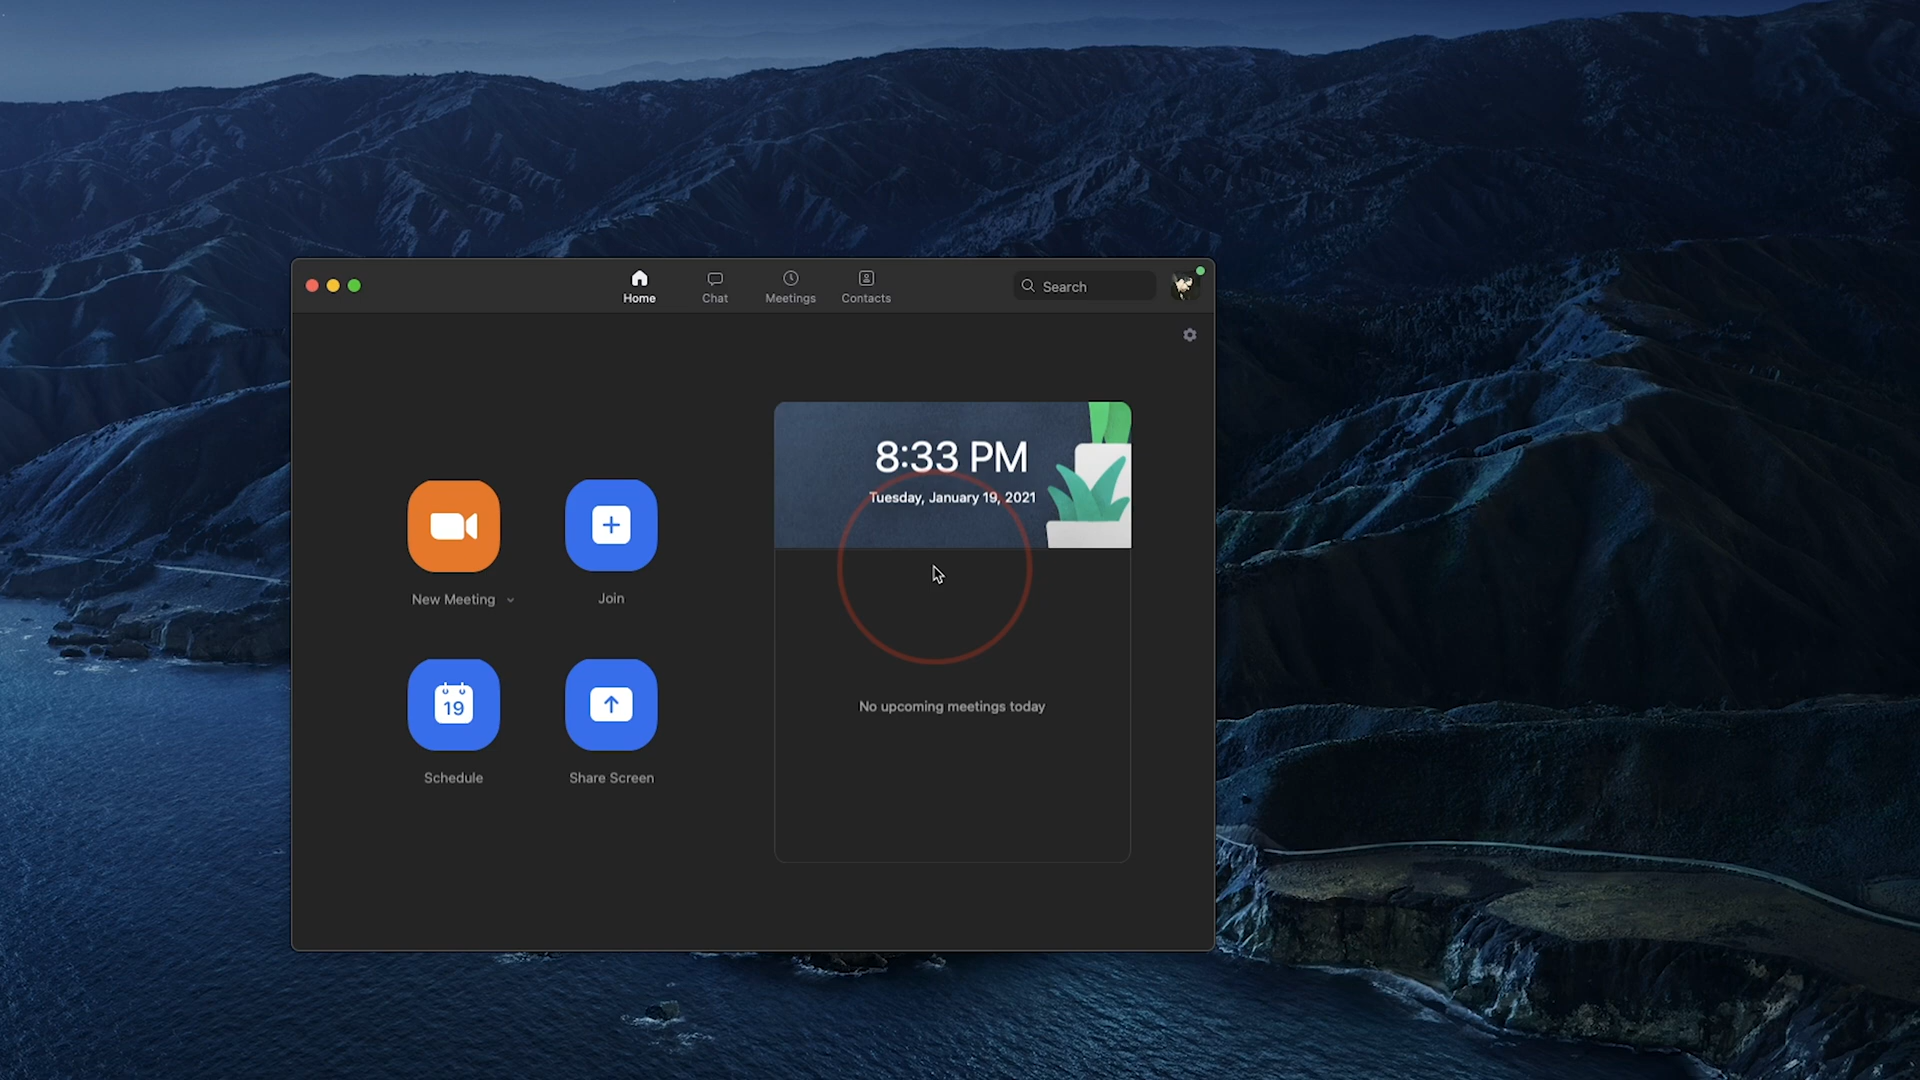 Home
Chat
Meetings
Contacts
Search
8:33 PM
Tuesday, January 19, 2021
New Meeting
Join
19
Schedule
Share Screen
No upcoming meetings today